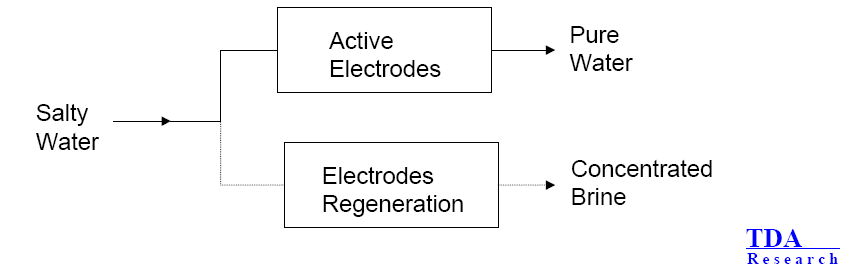 Active
Electrodes
Pure
Water
Salty
Water
Electrodes
Regeneration
Concentrated
Brine
TDA
Research